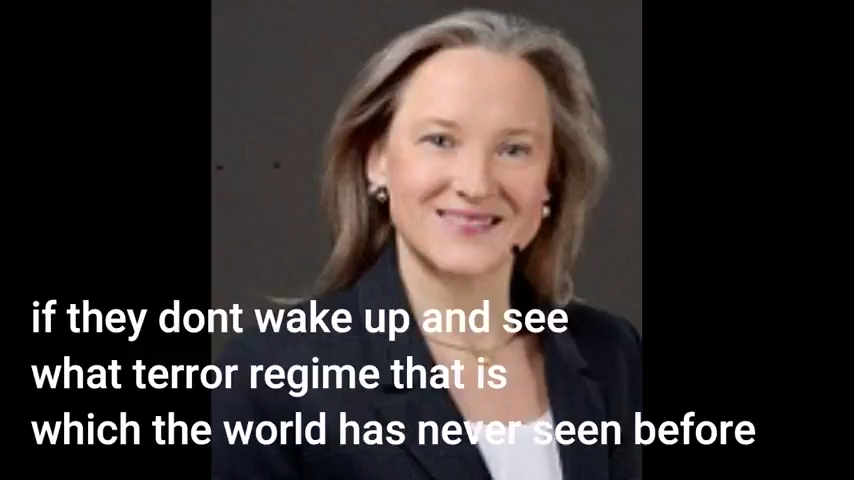 if they dont wake up and see
what terror regime that is
which the world has never seen before